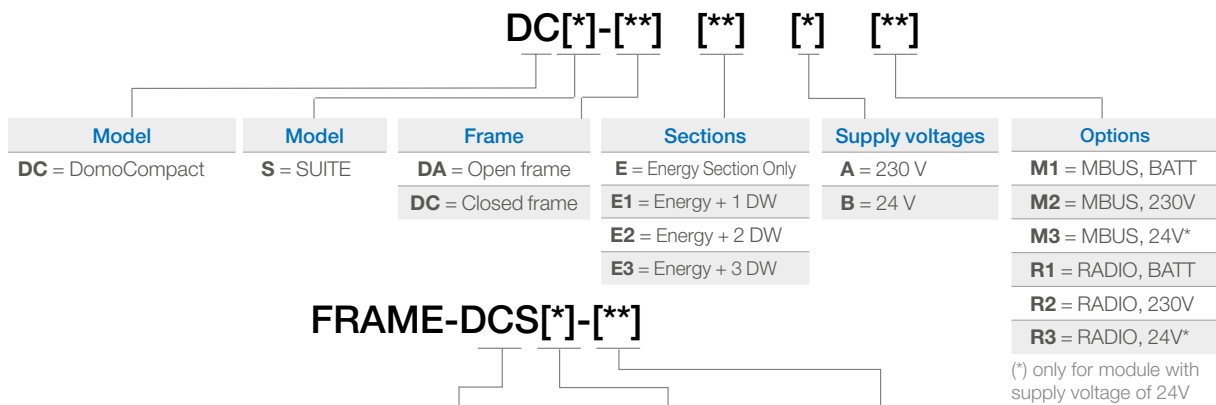 DC[*]-[**] [**] [*] [**]
Model
DC = DomoCompact
Model
S = SUITE
Frame
DA = Open frame
DC = Closed frame
Sections
E = Energy Section Only
E1 = Energy + 1 DW
E2 = Energy + 2 DW
E3 = Energy + 3 DW
Supply voltages
A = 230 V
B = 24 V
Options
M1 = MBUS, BATT
M2 = MBUS, 230V
M3 = MBUS, 24V*
R1 = RADIO, BATT
R2 = RADIO, 230V
R3 = RADIO, 24V*
(*) only for module with
supply voltage of 24V
FRAME-DCS[*]-[**]